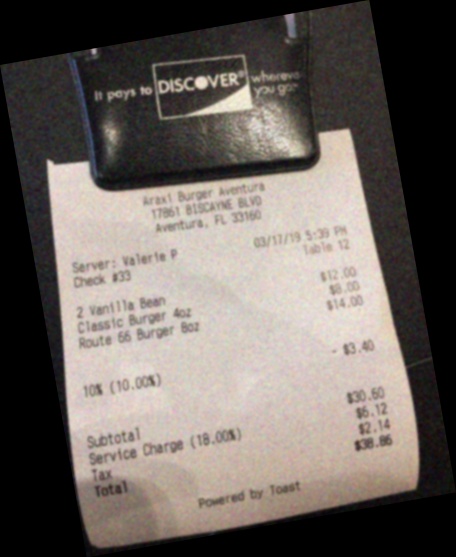 It pays to DISCOVER® wherever
you go
Araxi Burger Aventura
17861 BISCAYNE BLVD
Aventura, FL 33160
Server: Valerie P 03/17/19 5:39 PM
Check #33 Table 12
2 Vanilla Bean $12.00
Classic Burger 4oz $8.00
Route 66 Burger 8oz $14.00
10% (10.00%) - $3.40
Subtotal $30.60
Service Charge (18.00%) $6.12
Tax $2.14
Total $38.86
Powered by Toast